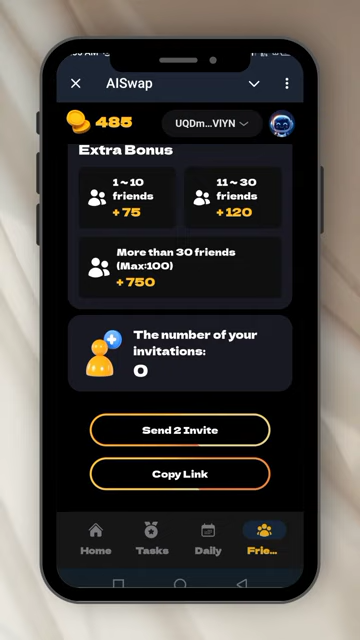 AISwap
485
UQDm...VIYN
Extra Bonus
1~10
friends
+75
11~30
friends
+120
More than 30 friends
(Max:100)
+750
The number of your
invitations:
0
Send 2 Invite
Copy Link
Home
Tasks
Daily
Frie...